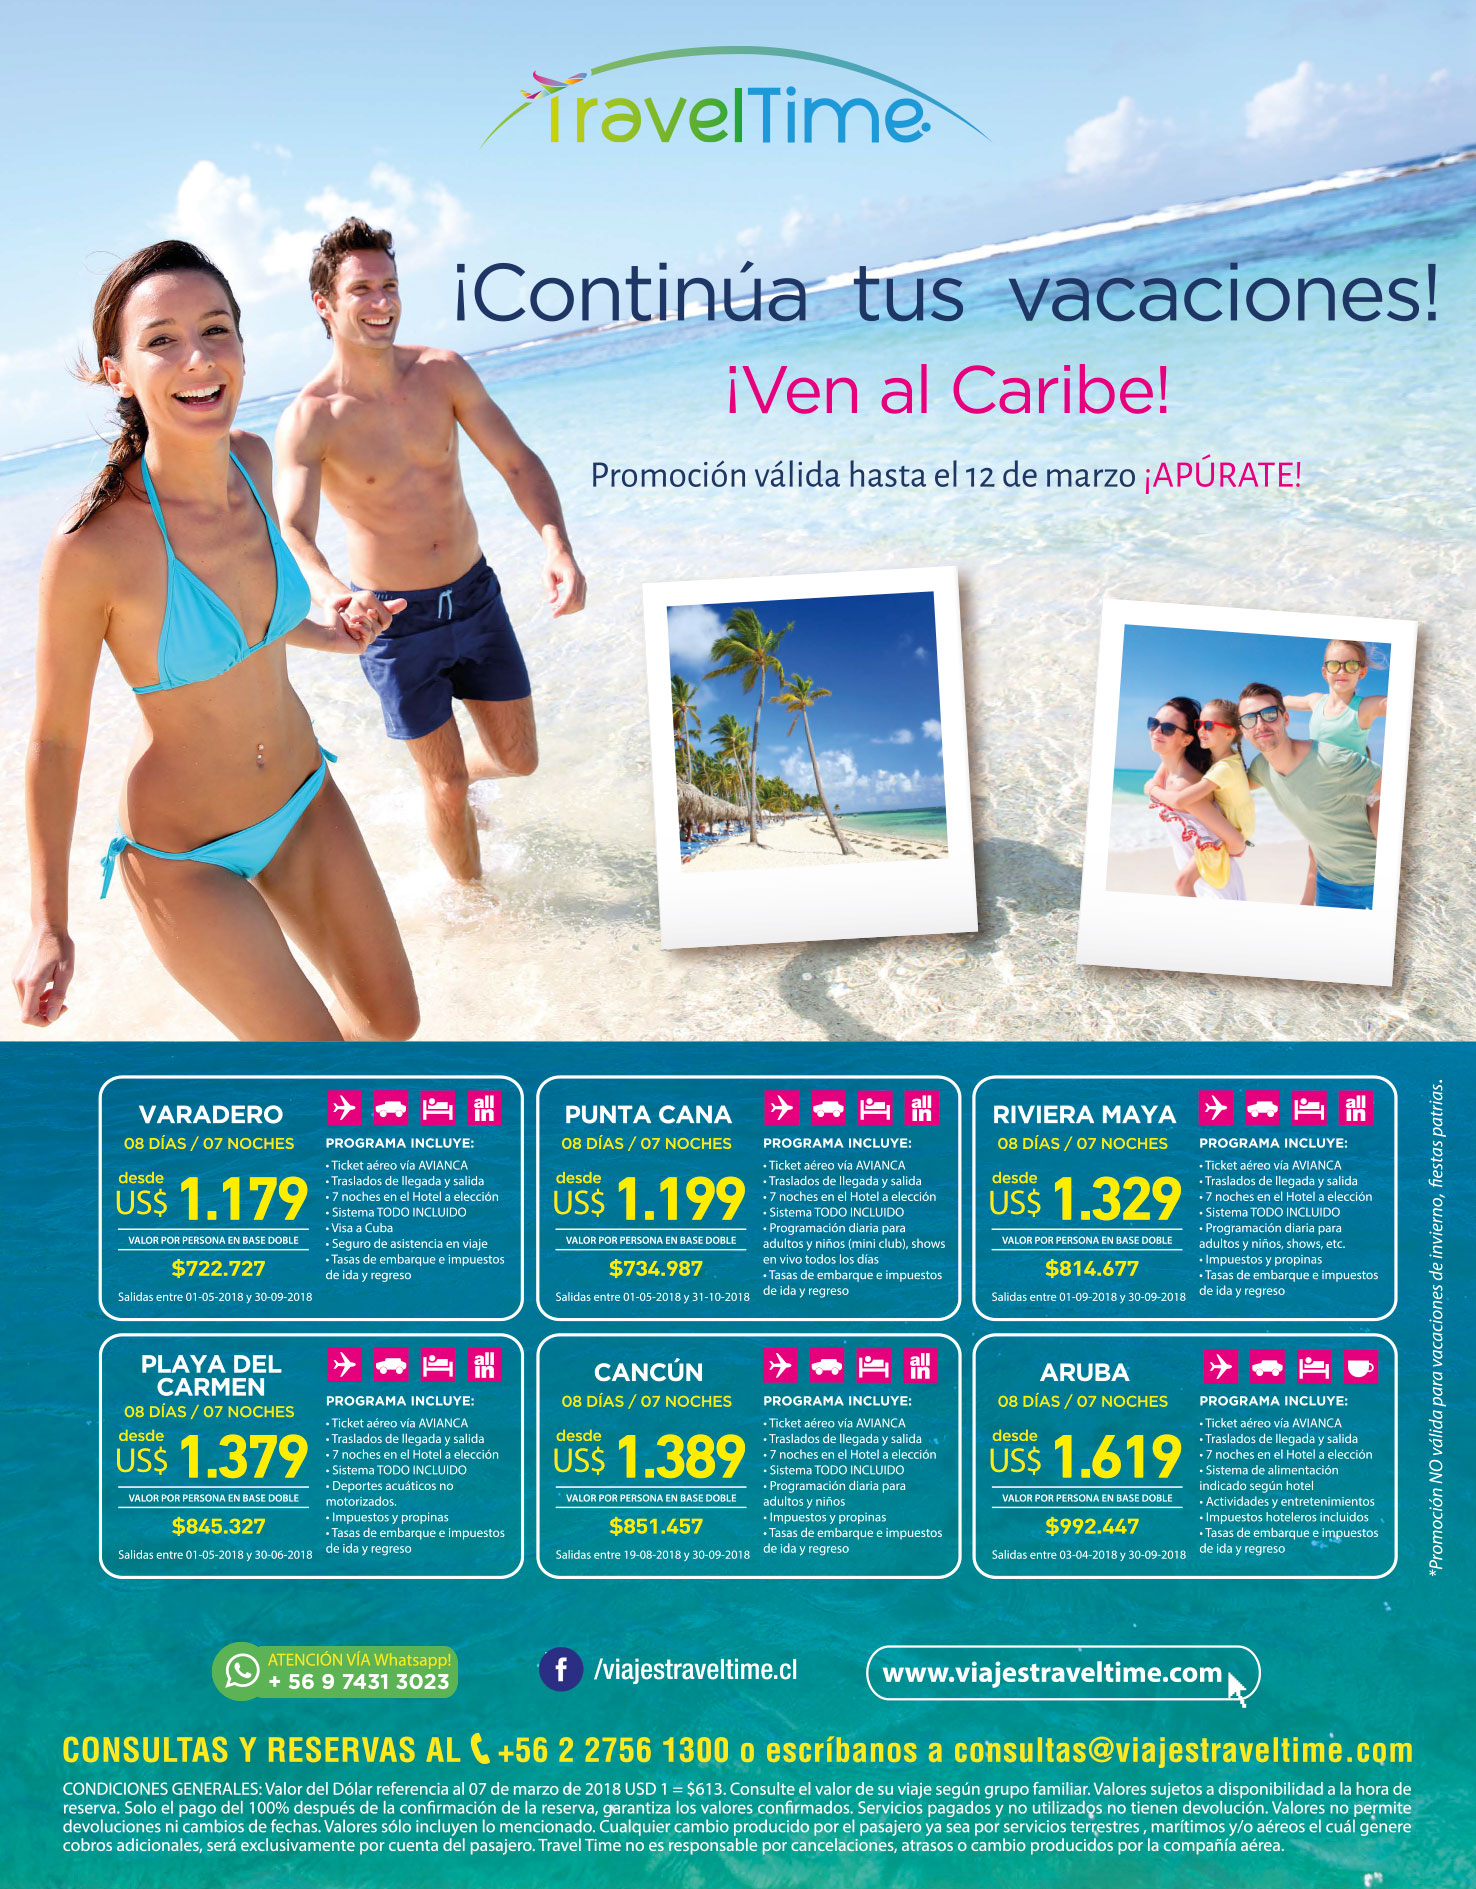 TravelTime
¡Continúa tus vacaciones!
¡Ven al Caribe!
Promoción válida hasta el 12 de marzo ¡APÚRATE!
VARADERO
08 DÍAS / 07 NOCHES
desde
US$ 1.179
VALOR POR PERSONA EN BASE DOBLE
$722.727
Salidas entre 01-05-2018 y 30-09-2018
all in
PROGRAMA INCLUYE:
• Ticket aéreo vía AVIANCA
• Traslados de llegada y salida
• 7 noches en el Hotel a elección
• Sistema TODO INCLUIDO
• Visa a Cuba
• Seguro de asistencia en viaje
• Tasas de embarque e impuestos
de ida y regreso
PUNTA CANA
08 DÍAS / 07 NOCHES
desde
US$ 1.199
VALOR POR PERSONA EN BASE DOBLE
$734.987
Salidas entre 01-05-2018 y 31-10-2018
all in
PROGRAMA INCLUYE:
• Ticket aéreo vía AVIANCA
• Traslados de llegada y salida
• 7 noches en el Hotel a elección
• Sistema TODO INCLUIDO
• Programación diaria para
adultos y niños (mini club), shows
en vivo todos los días
• Tasas de embarque e impuestos
de ida y regreso
RIVIERA MAYA
08 DÍAS / 07 NOCHES
desde
US$ 1.329
VALOR POR PERSONA EN BASE DOBLE
$814.677
Salidas entre 01-09-2018 y 30-09-2018
all in
PROGRAMA INCLUYE:
• Ticket aéreo vía AVIANCA
• Traslados de llegada y salida
• 7 noches en el Hotel a elección
• Sistema TODO INCLUIDO
• Programación diaria para
adultos y niños, shows, etc.
• Impuestos y propinas
• Tasas de embarque e impuestos
de ida y regreso
PLAYA DEL
CARMEN
08 DÍAS / 07 NOCHES
desde
US$ 1.379
VALOR POR PERSONA EN BASE DOBLE
$845.327
Salidas entre 01-05-2018 y 30-06-2018
all in
PROGRAMA INCLUYE:
• Ticket aéreo vía AVIANCA
• Traslados de llegada y salida
• 7 noches en el Hotel a elección
• Sistema TODO INCLUIDO
• Deportes acuáticos no
motorizados.
• Impuestos y propinas
• Tasas de embarque e impuestos
de ida y regreso
CANCÚN
08 DÍAS / 07 NOCHES
desde
US$ 1.389
VALOR POR PERSONA EN BASE DOBLE
$851.457
Salidas entre 19-08-2018 y 30-09-2018
all in
PROGRAMA INCLUYE:
• Ticket aéreo vía AVIANCA
• Traslados de llegada y salida
• 7 noches en el Hotel a elección
• Sistema TODO INCLUIDO
• Programación diaria para
adultos y niños
• Impuestos y propinas
• Tasas de embarque e impuestos
de ida y regreso
ARUBA
08 DÍAS / 07 NOCHES
desde
US$ 1.619
VALOR POR PERSONA EN BASE DOBLE
$992.447
Salidas entre 03-04-2018 y 30-09-2018
PROGRAMA INCLUYE:
• Ticket aéreo vía AVIANCA
• Traslados de llegada y salida
• 7 noches en el Hotel a elección
• Sistema de alimentación
indicado según hotel
• Actividades y entretenimientos
• Impuestos hoteleros incluidos
• Tasas de embarque e impuestos
de ida y regreso
*Promoción NO válida para vacaciones de invierno, fiestas patrias.
ATENCIÓN VÍA Whatsapp!
+ 56 9 7431 3023
f /viajestraveltime.cl
www.viajestraveltime.com
CONSULTAS Y RESERVAS AL +56 2 2756 1300 o escríbanos a consultas@viajestraveltime.com
CONDICIONES GENERALES: Valor del Dólar referencia al 07 de marzo de 2018 USD 1 = $613. Consulte el valor de su viaje según grupo familiar. Valores sujetos a disponibilidad a la hora de
reserva. Solo el pago del 100% después de la confirmación de la reserva, garantiza los valores confirmados. Servicios pagados y no utilizados no tienen devolución. Valores no permite
devoluciones ni cambios de fechas. Valores sólo incluyen lo mencionado. Cualquier cambio producido por el pasajero ya sea por servicios terrestres , marítimos y/o aéreos el cuál genere
cobros adicionales, será exclusivamente por cuenta del pasajero. Travel Time no es responsable por cancelaciones, atrasos o cambio producidos por la compañía aérea.